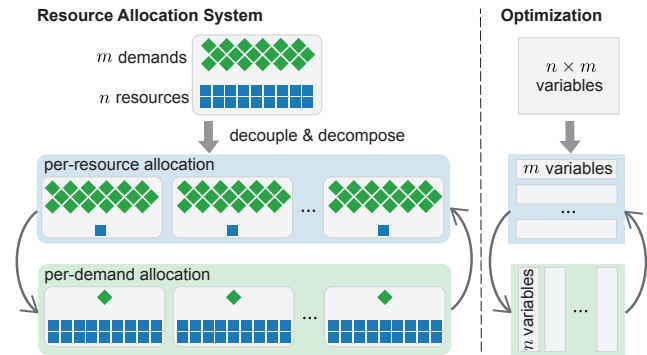 Resource Allocation System
m demands
n resources
decouple & decompose
per-resource allocation
...
per-demand allocation
...
Optimization
n × m
variables
m variables
...
n variables
...